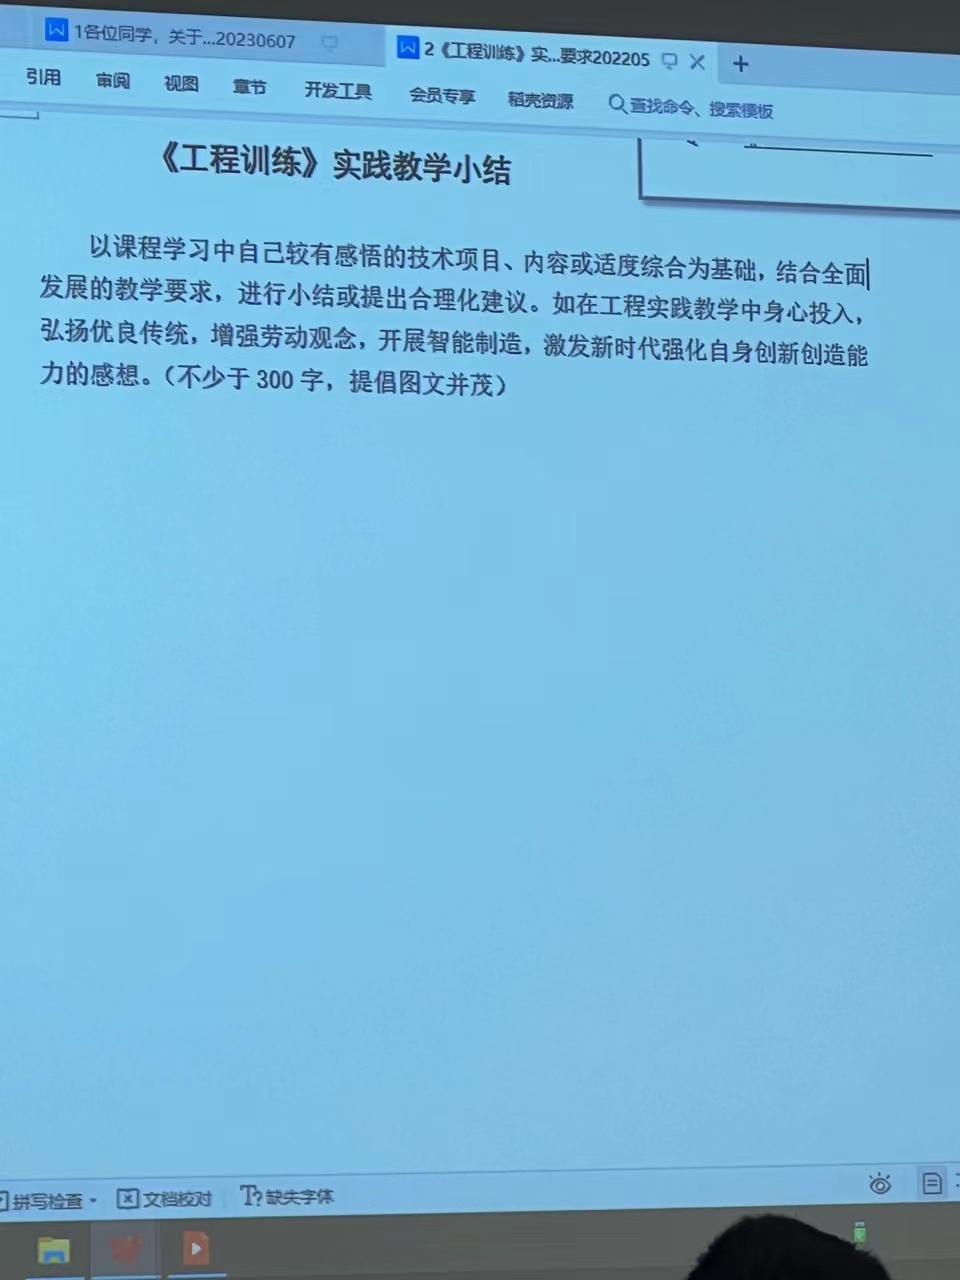 1各位同学，关于...20230607
2《工程训练》实...要求202205
引用 审阅 视图 章节 开发工具 会员专享 稻壳资源 查找命令、搜索模板
《工程训练》实践教学小结
以课程学习中自己较有感悟的技术项目、内容或适度综合为基础，结合全面
发展的教学要求，进行小结或提出合理化建议。如在工程实践教学中身心投入，
弘扬优良传统，增强劳动观念，开展智能制造，激发新时代强化自身创新创造能
力的感想。（不少于 300 字，提倡图文并茂）
拼写检查 文档校对 缺失字体